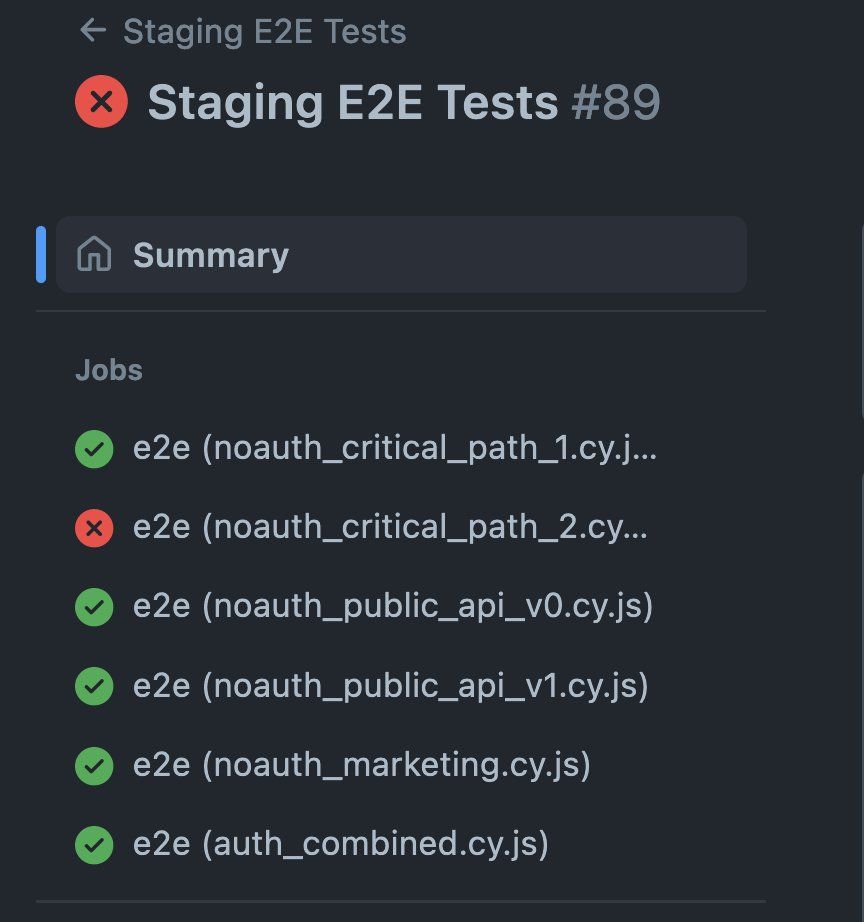 ← Staging E2E Tests
Staging E2E Tests #89
Summary
Jobs
e2e (noauth_critical_path_1.cy.j...
e2e (noauth_critical_path_2.cy...
e2e (noauth_public_api_v0.cy.js)
e2e (noauth_public_api_v1.cy.js)
e2e (noauth_marketing.cy.js)
e2e (auth_combined.cy.js)